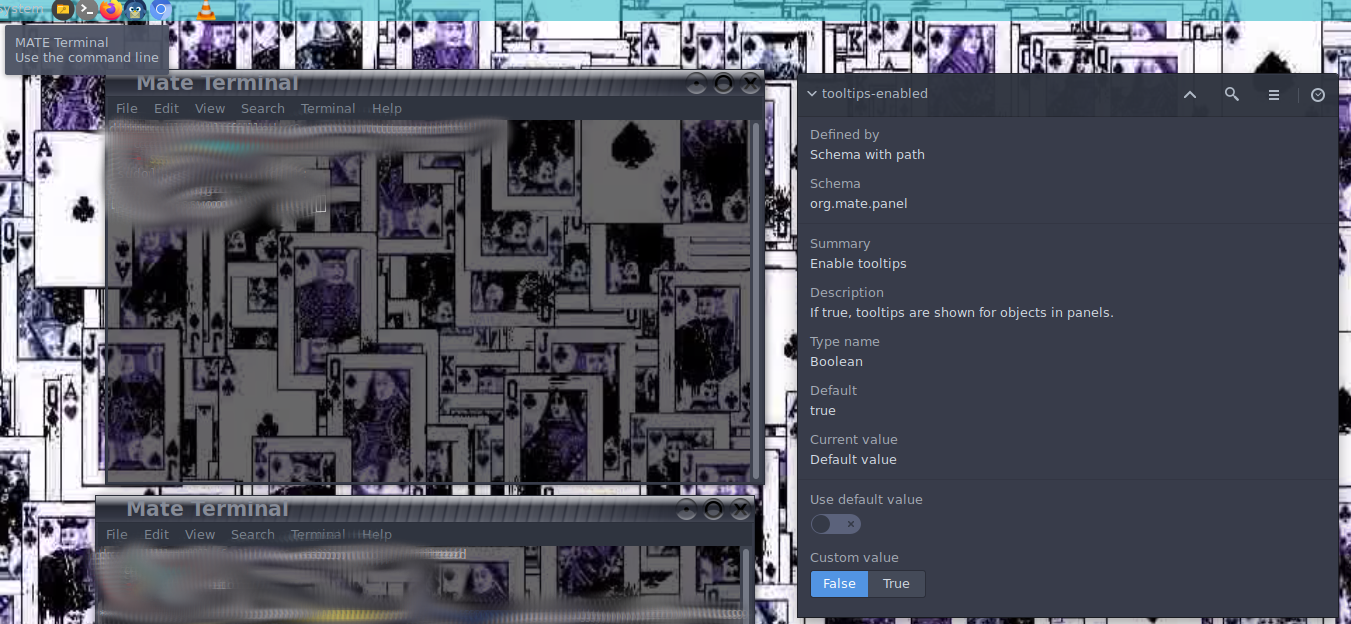 System
MATE Terminal
Use the command line
Mate Terminal
File Edit View Search Terminal Help
Mate Terminal
File Edit View Search Terminal Help
tooltips-enabled
Defined by
Schema with path
Schema
org.mate.panel
Summary
Enable tooltips
Description
If true, tooltips are shown for objects in panels.
Type name
Boolean
Default
true
Current value
Default value
Use default value
Custom value
False True